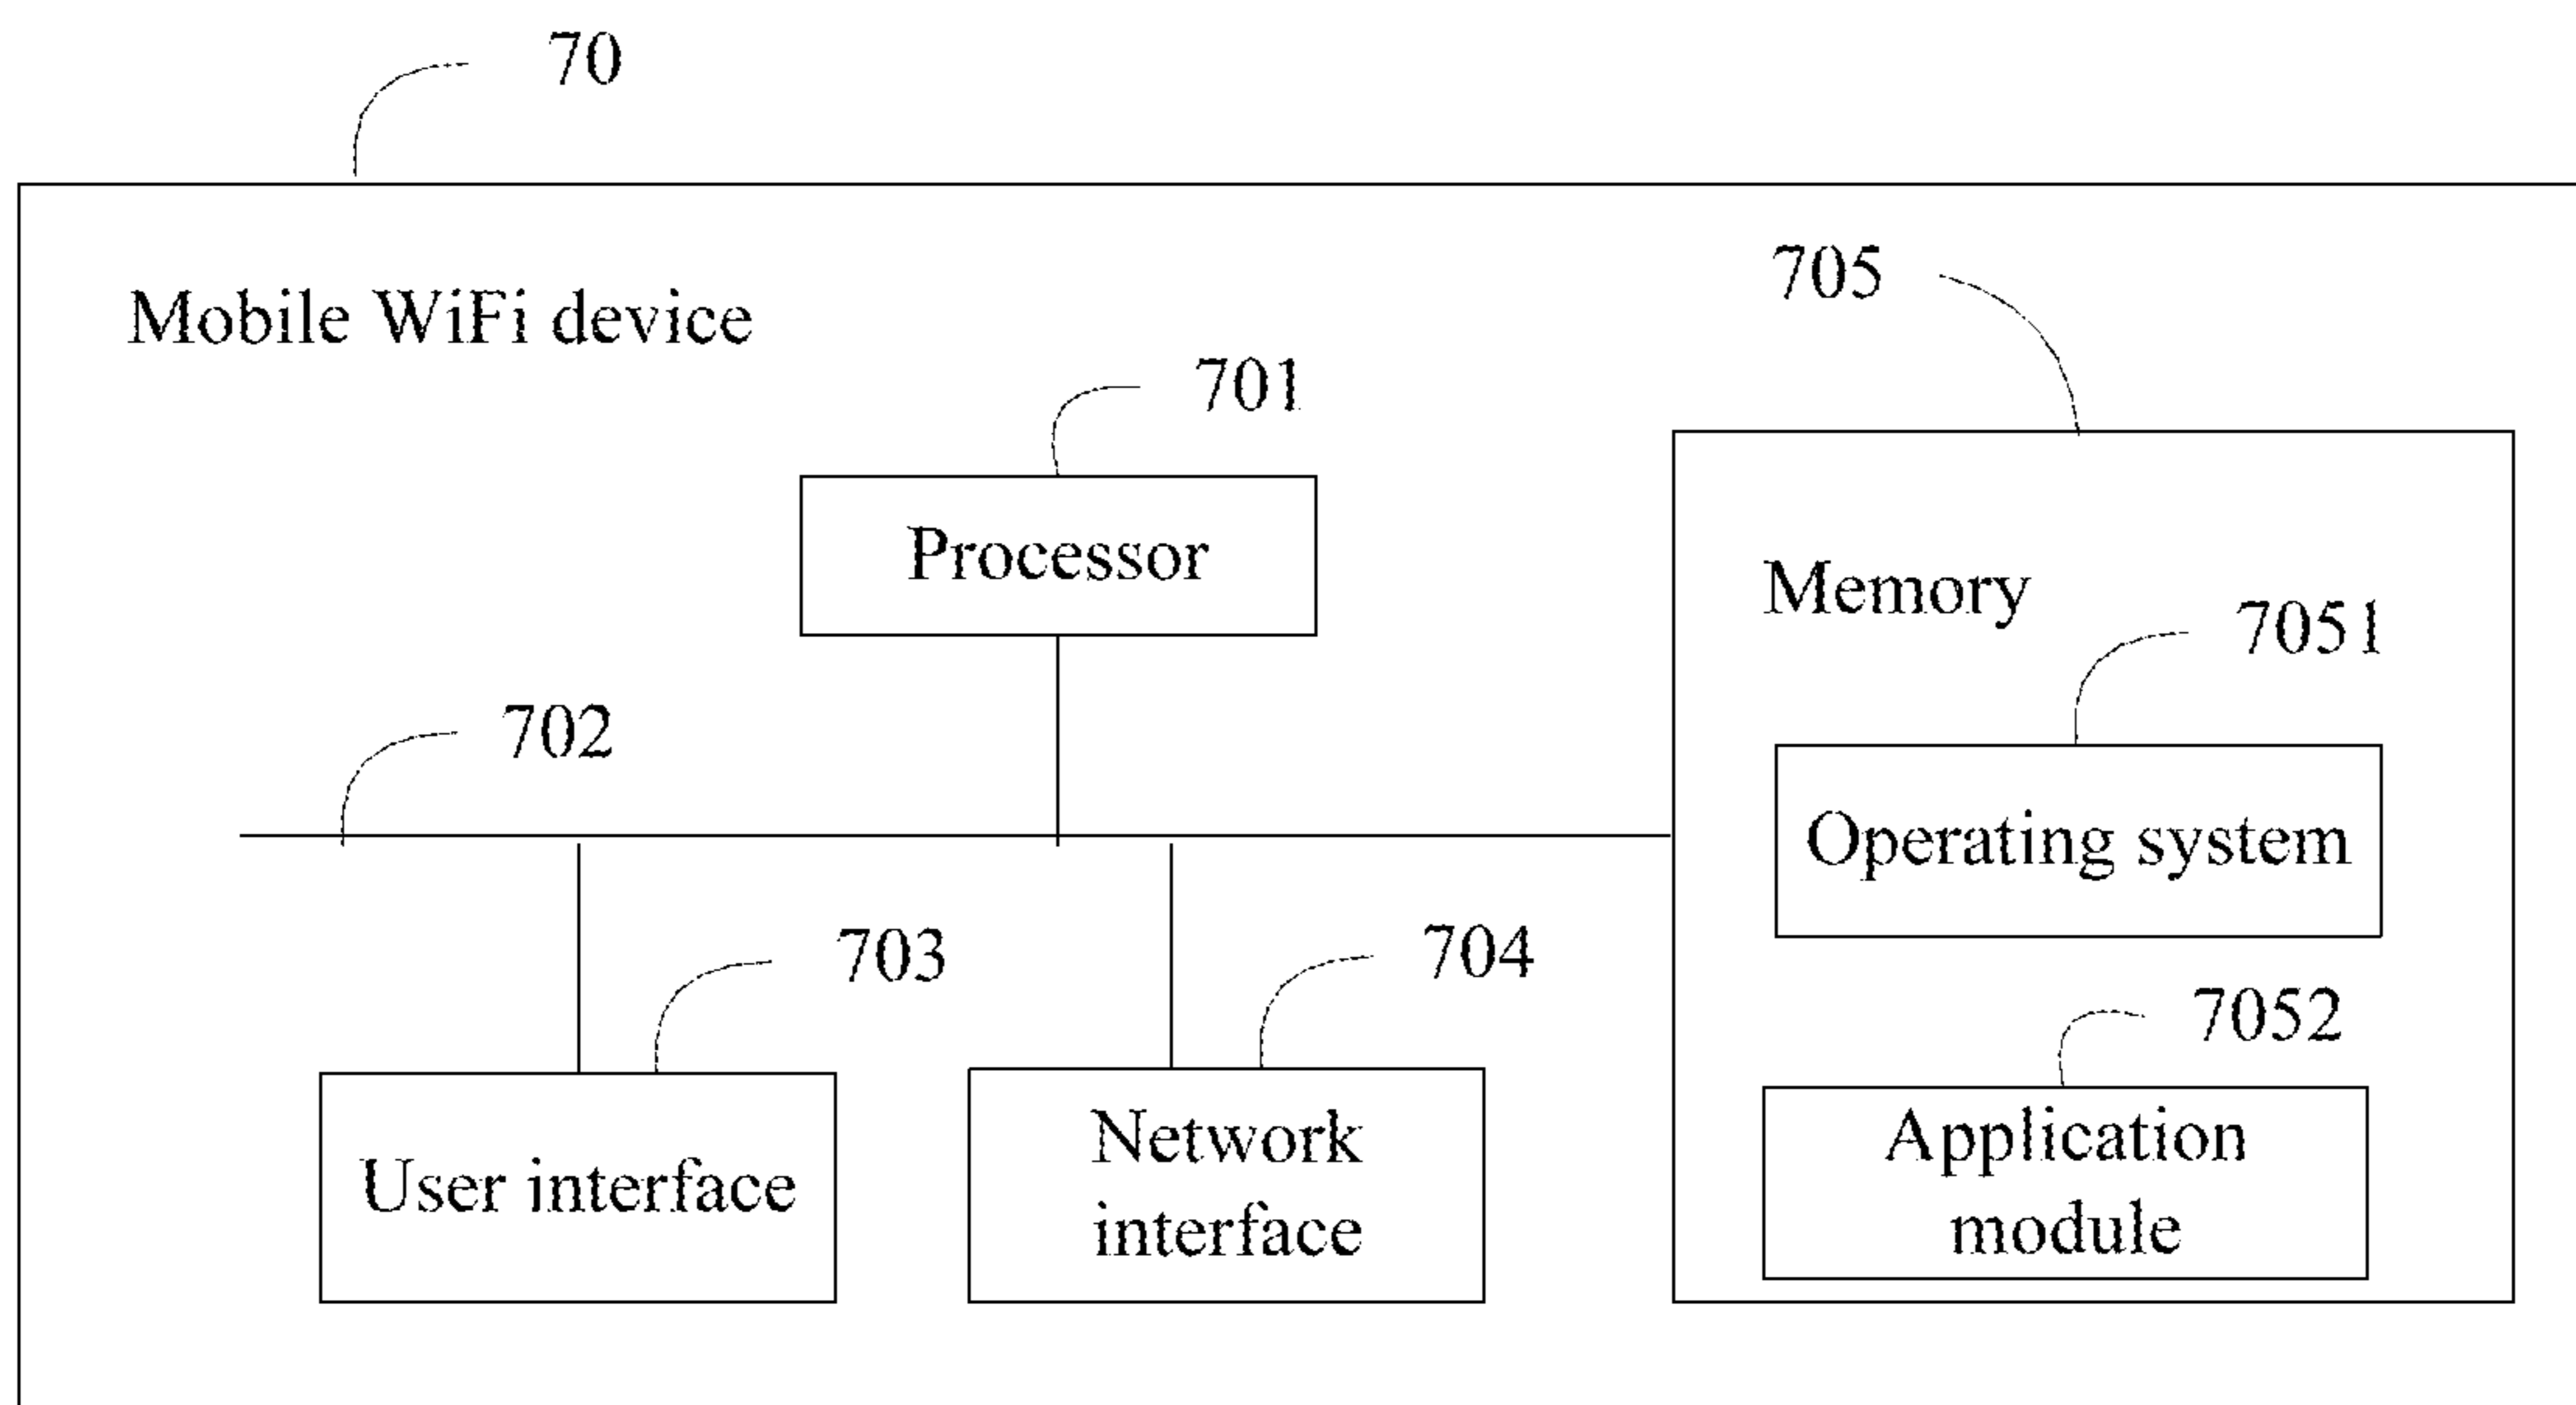 70
Mobile WiFi device
705
701
Processor
Memory
7051
702
Operating system
703
704
7052
User interface
Network
interface
Application
module